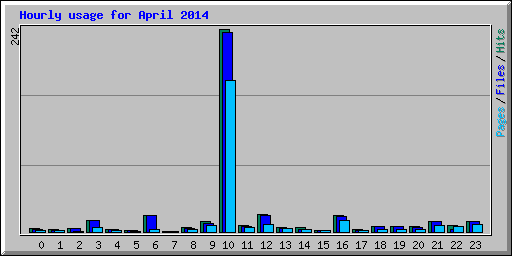 Hourly usage for April 2014
242
Pages/Files/Hits
0 1 2 3 4 5 6 7 8 9 10 11 12 13 14 15 16 17 18 19 20 21 22 23